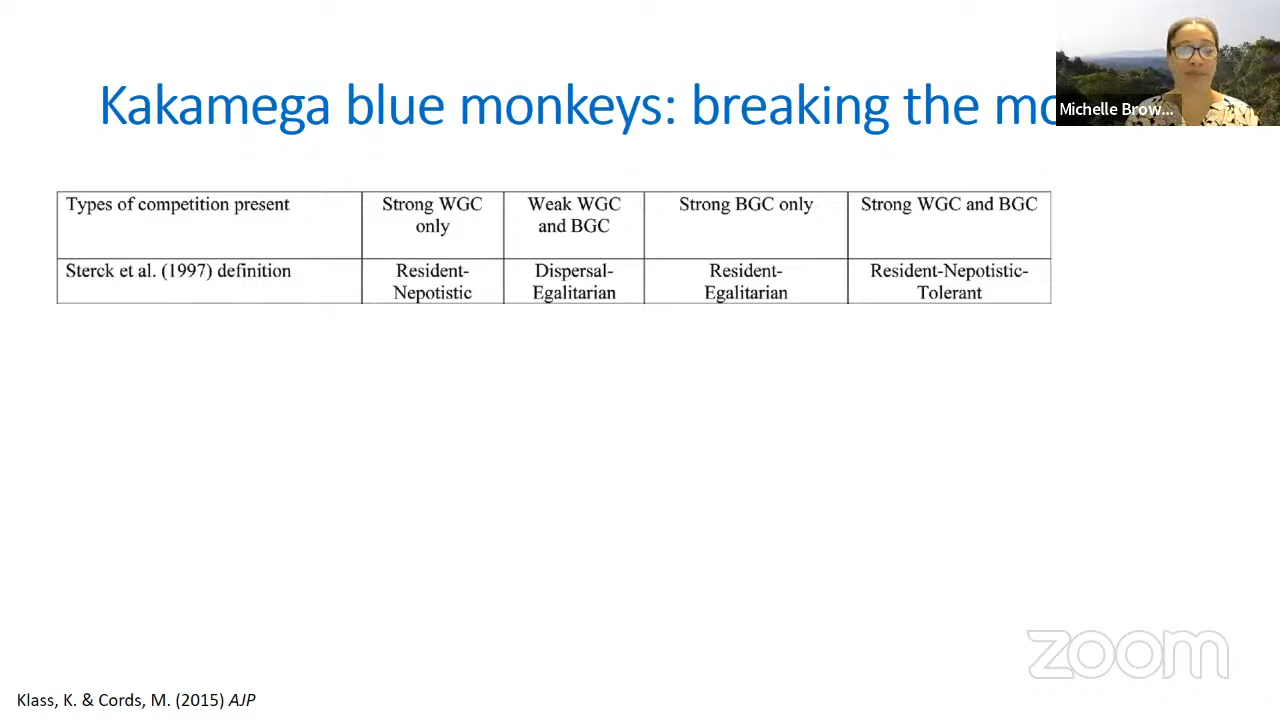 Kakamega blue monkeys: breaking the
Michelle Brow...
Types of competition present
Strong WGC
only
Weak WGC
and BGC
Strong BGC only
Strong WGC and BGC
Sterck et al. (1997) definition
Resident-
Nepotistic
Dispersal-
Egalitarian
Resident-
Egalitarian
Resident-Nepotistic-
Tolerant
zoom
Klass, K. & Cords, M. (2015) AJP